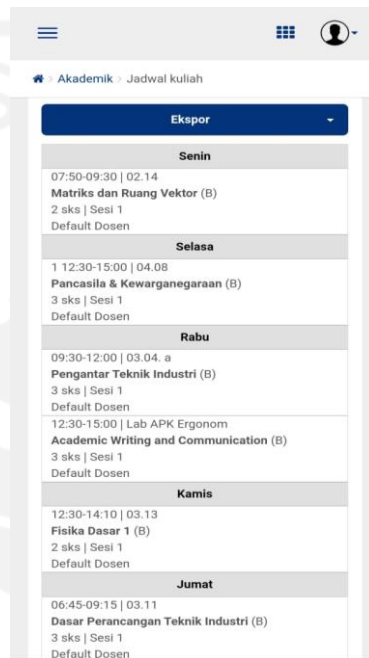 Akademik > Jadwal kuliah
Ekspor
Senin
07:50-09:30 | 02.14
Matriks dan Ruang Vektor (B)
2 sks | Sesi 1
Default Dosen
Selasa
1 12:30-15:00 | 04.08
Pancasila & Kewarganegaraan (B)
3 sks | Sesi 1
Default Dosen
Rabu
09:30-12:00 | 03.04. a
Pengantar Teknik Industri (B)
3 sks | Sesi 1
Default Dosen
12:30-15:00 | Lab APK Ergonom
Academic Writing and Communication (B)
3 sks | Sesi 1
Default Dosen
Kamis
12:30-14:10 | 03.13
Fisika Dasar 1 (B)
2 sks | Sesi 1
Default Dosen
Jumat
06:45-09:15 | 03.11
Dasar Perancangan Teknik Industri (B)
3 sks | Sesi 1
Default Dosen